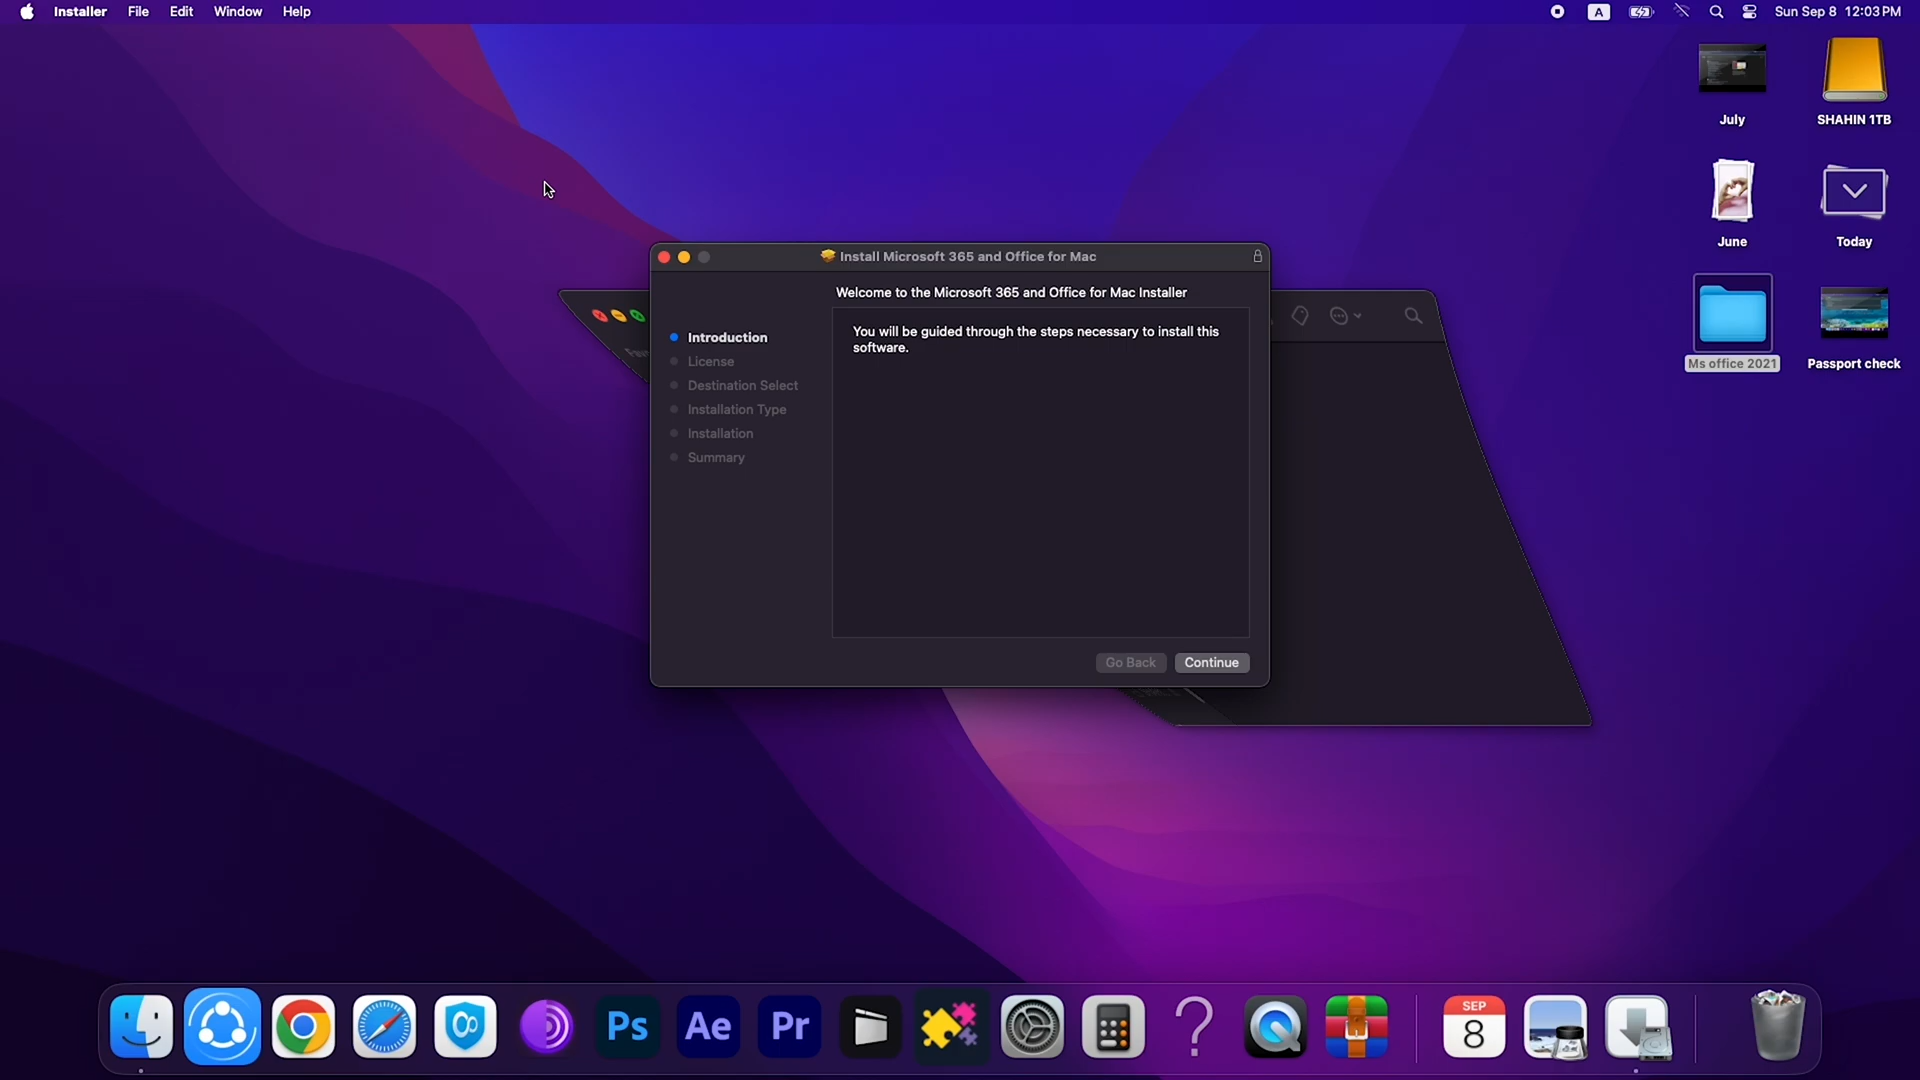 Installer File Edit Window Help
A Sun Sep 8 12:03 PM
July
SHAHIN 1TB
June
Today
Ms office 2021
Passport check
Install Microsoft 365 and Office for Mac
Welcome to the Microsoft 365 and Office for Mac Installer
Introduction
License
Destination Select
Installation Type
Installation
Summary
You will be guided through the steps necessary to install this
software.
Go Back Continue
Ps Ae Pr SEP
8